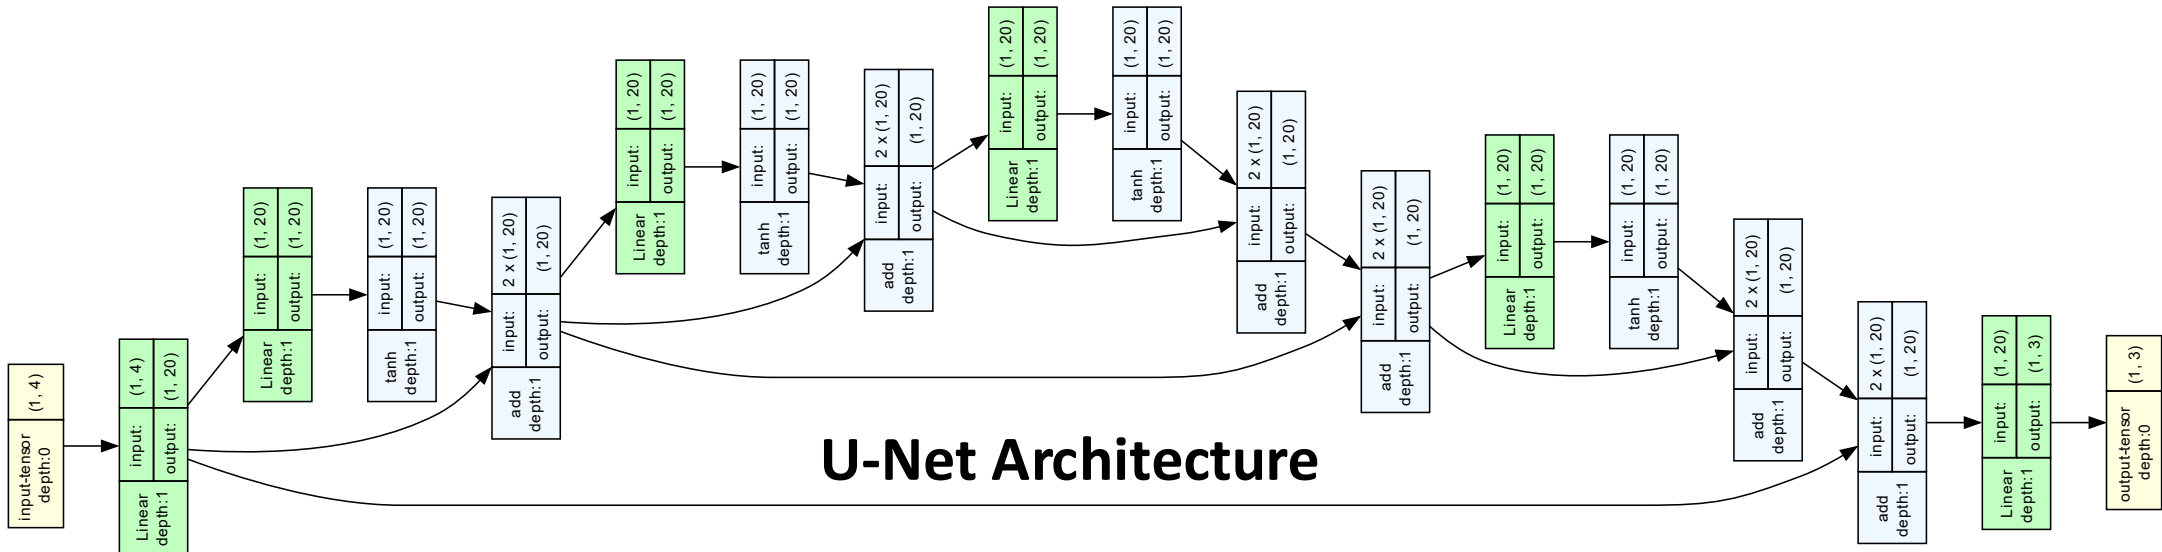 input-tensor
depth:0
(1, 4)
Linear
depth:1
input:
(1, 4)
output:
(1, 20)
Linear
depth:1
input:
(1, 20)
output:
(1, 20)
tanh
depth:1
input:
(1, 20)
output:
(1, 20)
add
depth:1
input:
2 x (1, 20)
output:
(1, 20)
Linear
depth:1
input:
(1, 20)
output:
(1, 20)
tanh
depth:1
input:
(1, 20)
output:
(1, 20)
add
depth:1
input:
2 x (1, 20)
output:
(1, 20)
Linear
depth:1
input:
(1, 20)
output:
(1, 20)
tanh
depth:1
input:
(1, 20)
output:
(1, 20)
add
depth:1
input:
2 x (1, 20)
output:
(1, 20)
add
depth:1
input:
2 x (1, 20)
output:
(1, 20)
Linear
depth:1
input:
(1, 20)
output:
(1, 20)
tanh
depth:1
input:
(1, 20)
output:
(1, 20)
add
depth:1
input:
2 x (1, 20)
output:
(1, 20)
add
depth:1
input:
2 x (1, 20)
output:
(1, 20)
Linear
depth:1
input:
(1, 20)
output:
(1, 3)
output-tensor
depth:0
(1, 3)
U-Net Architecture